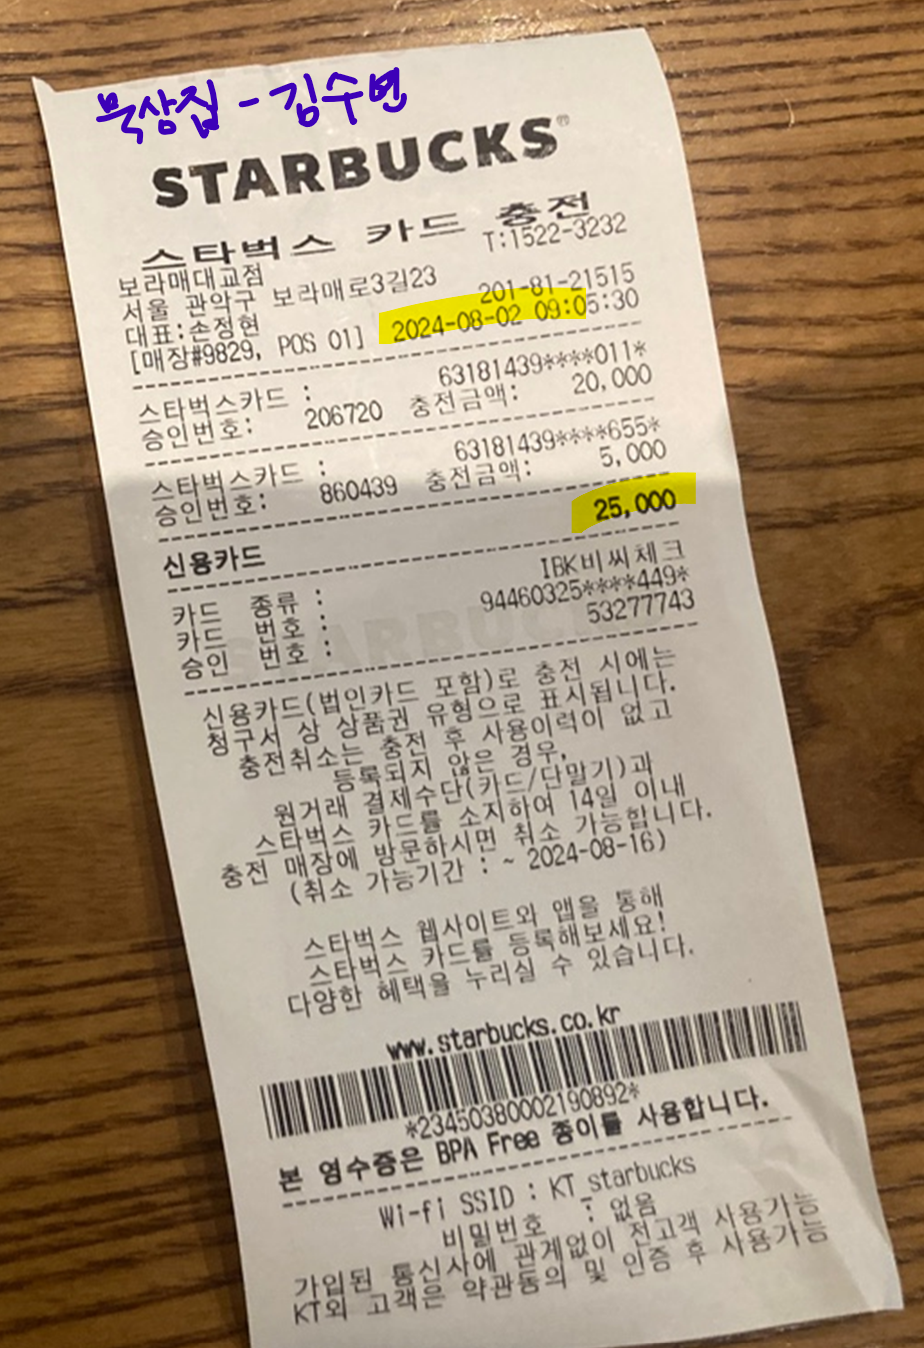 묵상집 - 김수변
STARBUCKS®
스타벅스 카드 충전
보라매대교점 T:1522-3232
서울 관악구 보라매로3길23
대표:손정현 201-81-21515
[매장#9829, POS 01] 2024-08-02 09:05:30
스타벅스카드 : 63181439****011*
승인번호: 206720 충전금액: 20,000
스타벅스카드 : 63181439****655*
승인번호: 860439 충전금액: 5,000
25,000
신용카드
카드 종류 : IBK비씨체크
카드 번호 : 94460325****449*
승인 번호 : 53277743
신용카드(법인카드 포함)로 충전 시에는
청구서 상 상품권 유형으로 표시됩니다.
충전취소는 충전 후 사용이력이 없고
등록되지 않은 경우,
원거래 결제수단(카드/단말기)과
스타벅스 카드를 소지하여 14일 이내
충전 매장에 방문하시면 취소 가능합니다.
(취소 가능기간 : ~ 2024-08-16)
스타벅스 웹사이트와 앱을 통해
스타벅스 카드를 등록해보세요!
다양한 혜택을 누리실 수 있습니다.
www.starbucks.co.kr
*23450380002190892*
본 영수증은 BPA Free 종이를 사용합니다.
Wi-fi SSID : KT_starbucks
비밀번호 : 없음
가입된 통신사에 관계없이 전고객 사용가능
KT외 고객은 약관동의 및 인증 후 사용가능